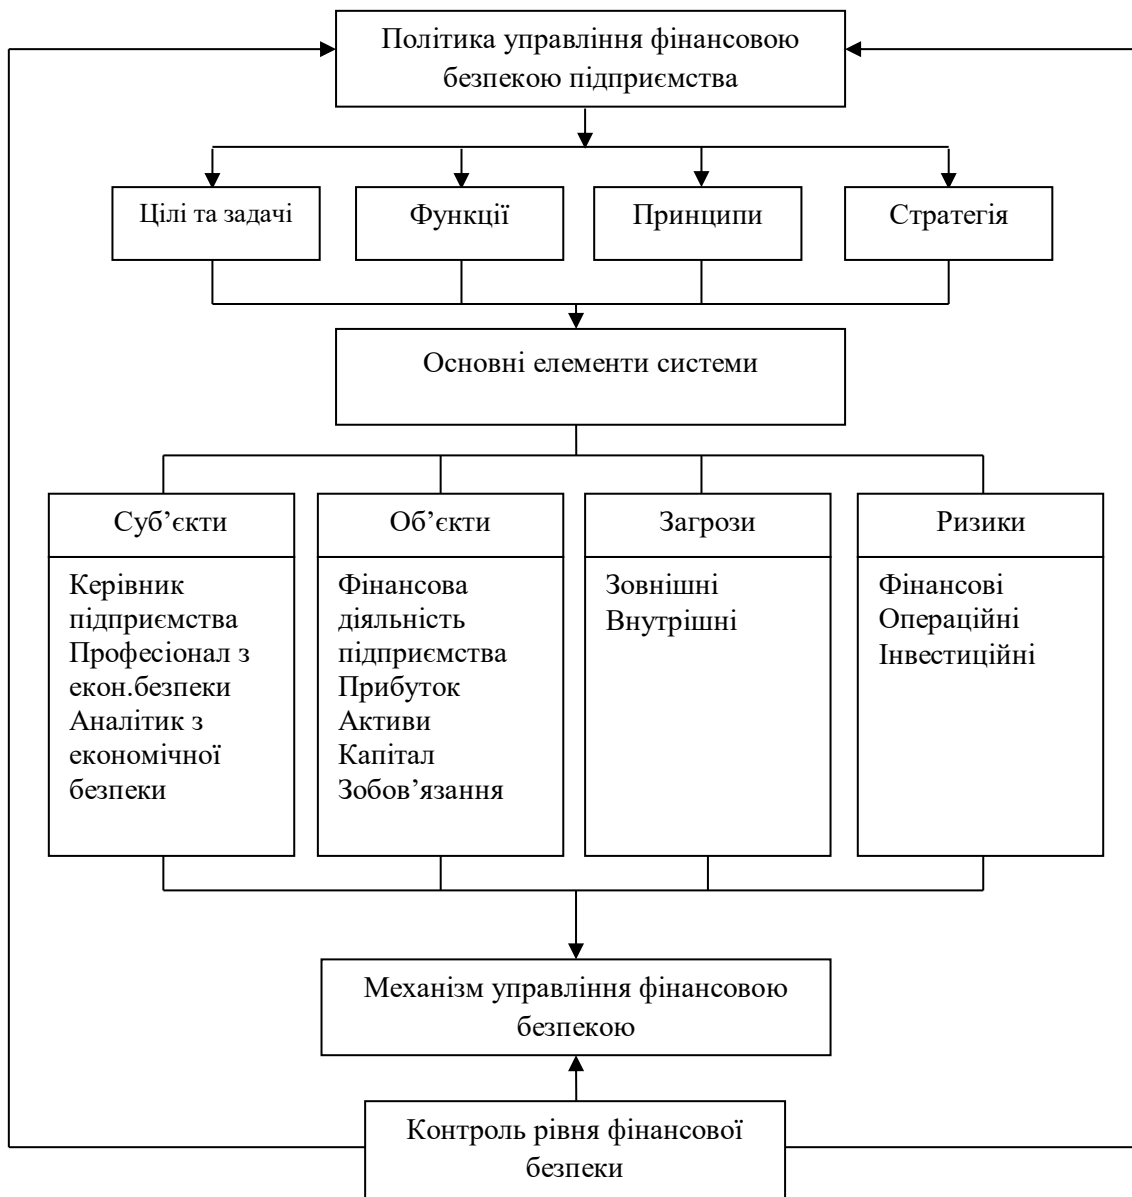 Політика управління фінансовою
безпекою підприємства
Цілі та задачі
Функції
Принципи
Стратегія
Основні елементи системи
Суб’єкти
Керівник
підприємства
Професіонал з
екон.безпеки
Аналітик з
економічної
безпеки
Об’єкти
Фінансова
діяльність
підприємства
Прибуток
Активи
Капітал
Зобов’язання
Загрози
Зовнішні
Внутрішні
Ризики
Фінансові
Операційні
Інвестиційні
Механізм управління фінансовою
безпекою
Контроль рівня фінансової
безпеки